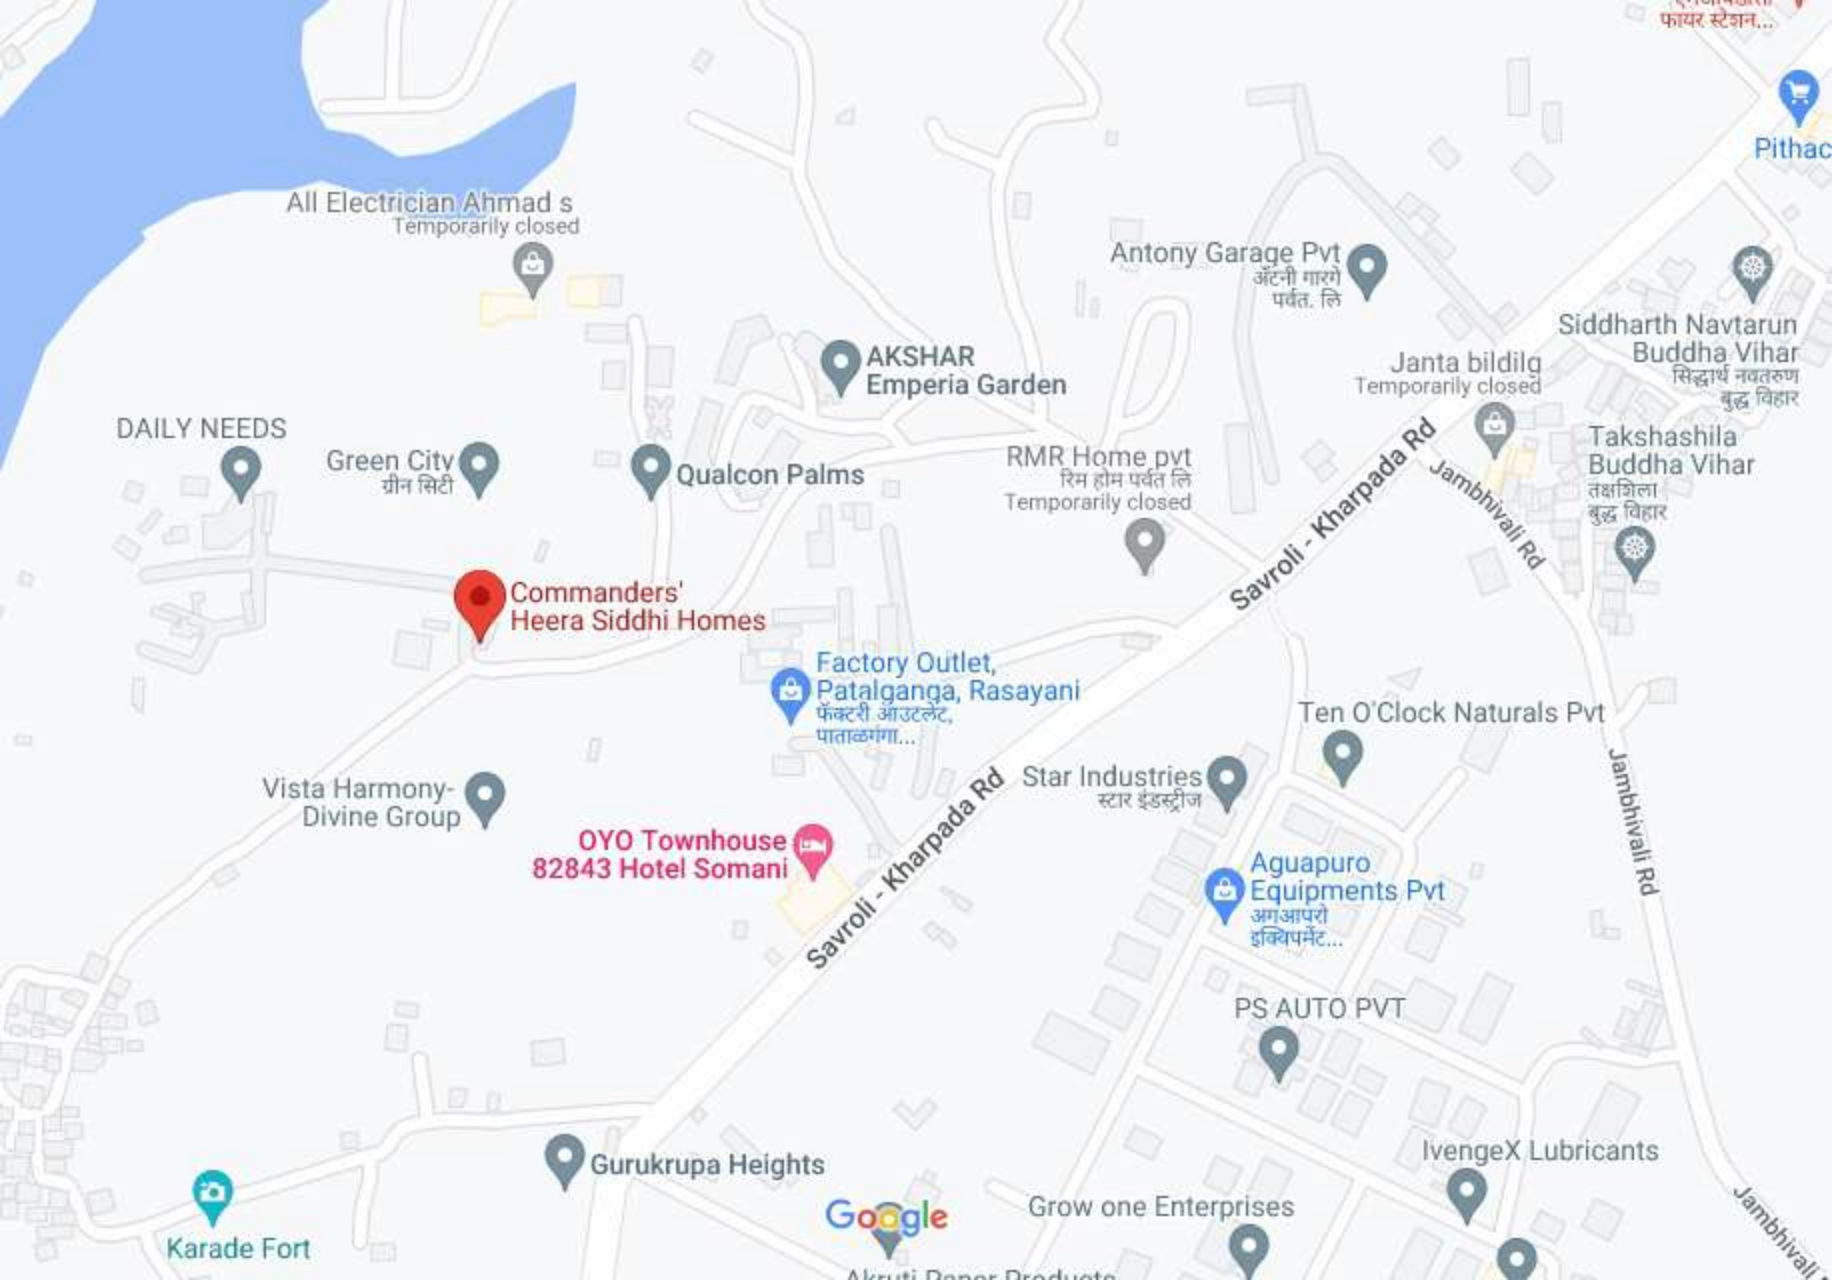 फायर स्टेशन...
Pithac
All Electrician Ahmad s
Temporarily closed
Antony Garage Pvt
अँटनी गारगे
पर्वत. लि
Siddharth Navtarun
Buddha Vihar
सिद्धार्थ नवतरुण
बुद्ध विहार
AKSHAR
Emperia Garden
Janta bildilg
Temporarily closed
DAILY NEEDS
Green City
ग्रीन सिटी
Qualcon Palms
RMR Home pvt
रिम होम पर्वत लि
Temporarily closed
Savroli - Kharpada Rd
Jambhivali Rd
Takshashila
Buddha Vihar
तक्षशिला
बुद्ध विहार
Commanders'
Heera Siddhi Homes
Factory Outlet,
Patalganga, Rasayani
फॅक्टरी आउटलेट,
पाताळगंगा...
Ten O'Clock Naturals Pvt
Star Industries
स्टार इंडस्ट्रीज
Jambhivali Rd
Vista Harmony-
Divine Group
OYO Townhouse
82843 Hotel Somani
Savroli - Kharpada Rd
Aguapuro
Equipments Pvt
अगआपरो
इक्विपमेंट...
PS AUTO PVT
Gurukrupa Heights
IvengeX Lubricants
Karade Fort
Google
Grow one Enterprises
Jambhivali
Akruti Paper Products